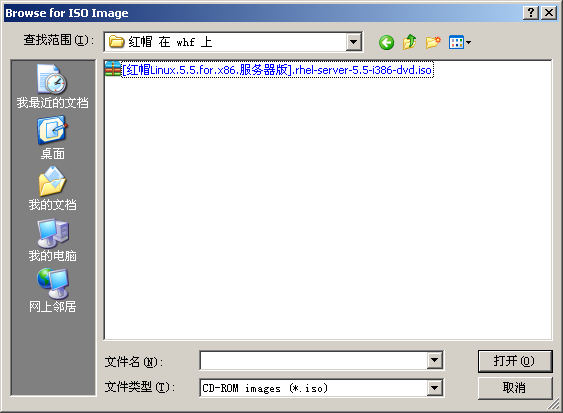 Browse for ISO Image
查找范围(I):
红帽 在 whf 上
[红帽Linux.5.5.for.x86.服务器版].rhel-server-5.5-i386-dvd.iso
我最近的文档
桌面
我的文档
我的电脑
网上邻居
文件名(N):
打开(O)
文件类型(T):
CD-ROM images (*.iso)
取消